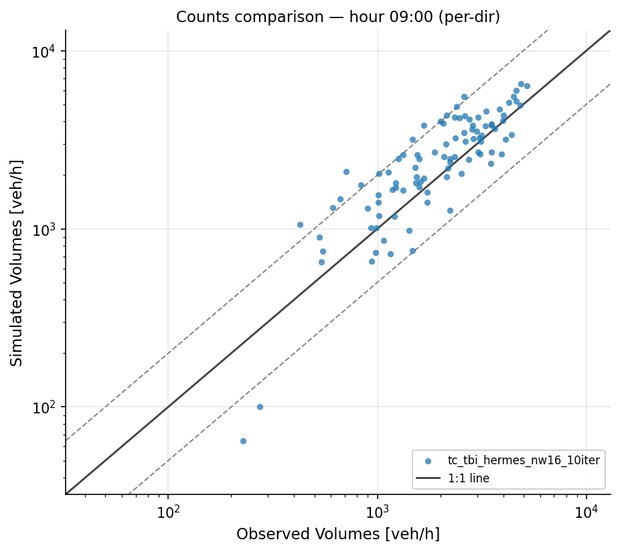 Counts comparison — hour 09:00 (per-dir)
Simulated Volumes [veh/h]
10⁴
10³
10²
10² 10³ 10⁴
Observed Volumes [veh/h]
tc_tbi_hermes_nw16_10iter
1:1 line